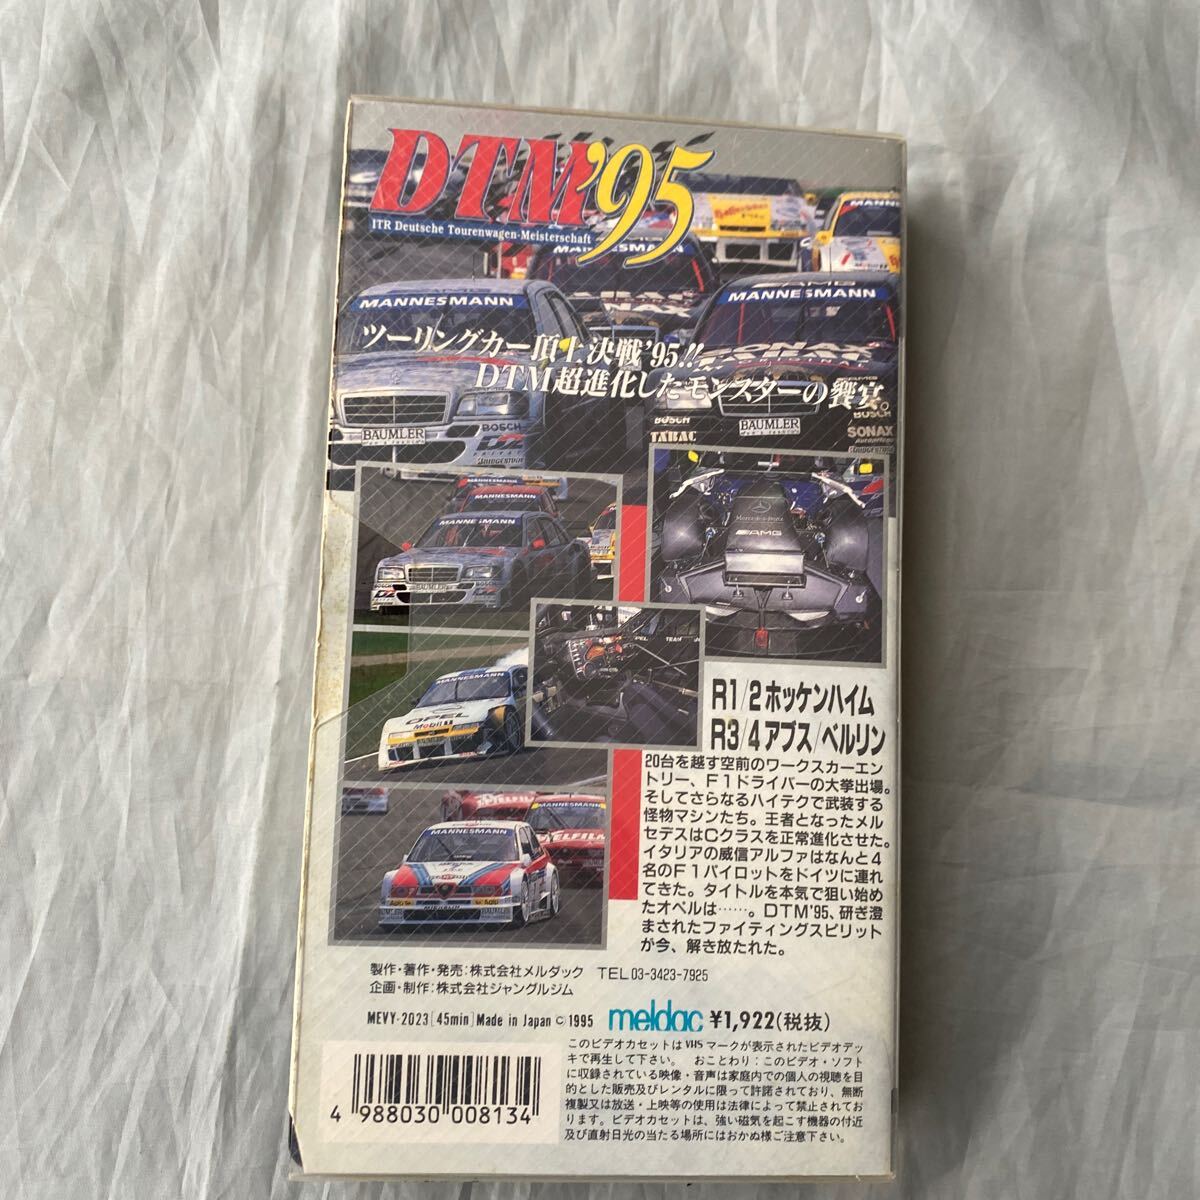 DTM'95
ITR Deutsche Tourenwagen-Meisterschaft
MANNESMANN
MANNESMANN
MANNESMANN
AMG
ツーリングカー頂上決戦'95!!
DTM超進化したモンスターの饗宴。
BAUMLER
BOSCH
D2
BRIDGESTONE
TABAC
BAUMLER
BOSCH
SONAX
MANNESMANN
MANNESMANN
BAUMLER
BOSCH
D2
Mercedes-Benz
AMG
MANNESMANN
OPEL
Mobil 1
OPEL TEAM
R1/2ホッケンハイム
R3/4アブス/ベルリン
20台を越す空前のワークスカーエン
トリー、F1ドライバーの大挙出場。
そしてさらなるハイテクで武装する
怪物マシンたち。王者となったメル
セデスはCクラスを正常進化させた。
イタリアの威信アルファはなんと4
名のF1パイロットをドイツに連れ
てきた。タイトルを本気で狙い始め
たオペルは……。DTM'95、研ぎ澄
まされたファイティングスピリット
が今、解き放たれた。
MANNESMANN
MANNESMANN
MICHELIN
製作・著作・発売：株式会社メルダック TEL 03-3423-7925
企画・制作：株式会社ジャングルジム
MEVY-2023[45min] Made in Japan ©1995 meldac ¥1,922(税抜)
このビデオカセットは VHS マークが表示されたビデオデッ
キで再生して下さい。 おことわり：このビデオ・ソフト
に収録されている映像・音声は家庭内での個人の視聴を目
的とした販売及びレンタルに限って許諾されており、無断
複製又は放送・上映等の使用は法律によって禁止されてお
ります。ビデオカセットは、強い磁気を起こす機器の付近
及び直射日光の当たる場所にはおかぬ様ご注意下さい。
4 988030 008134